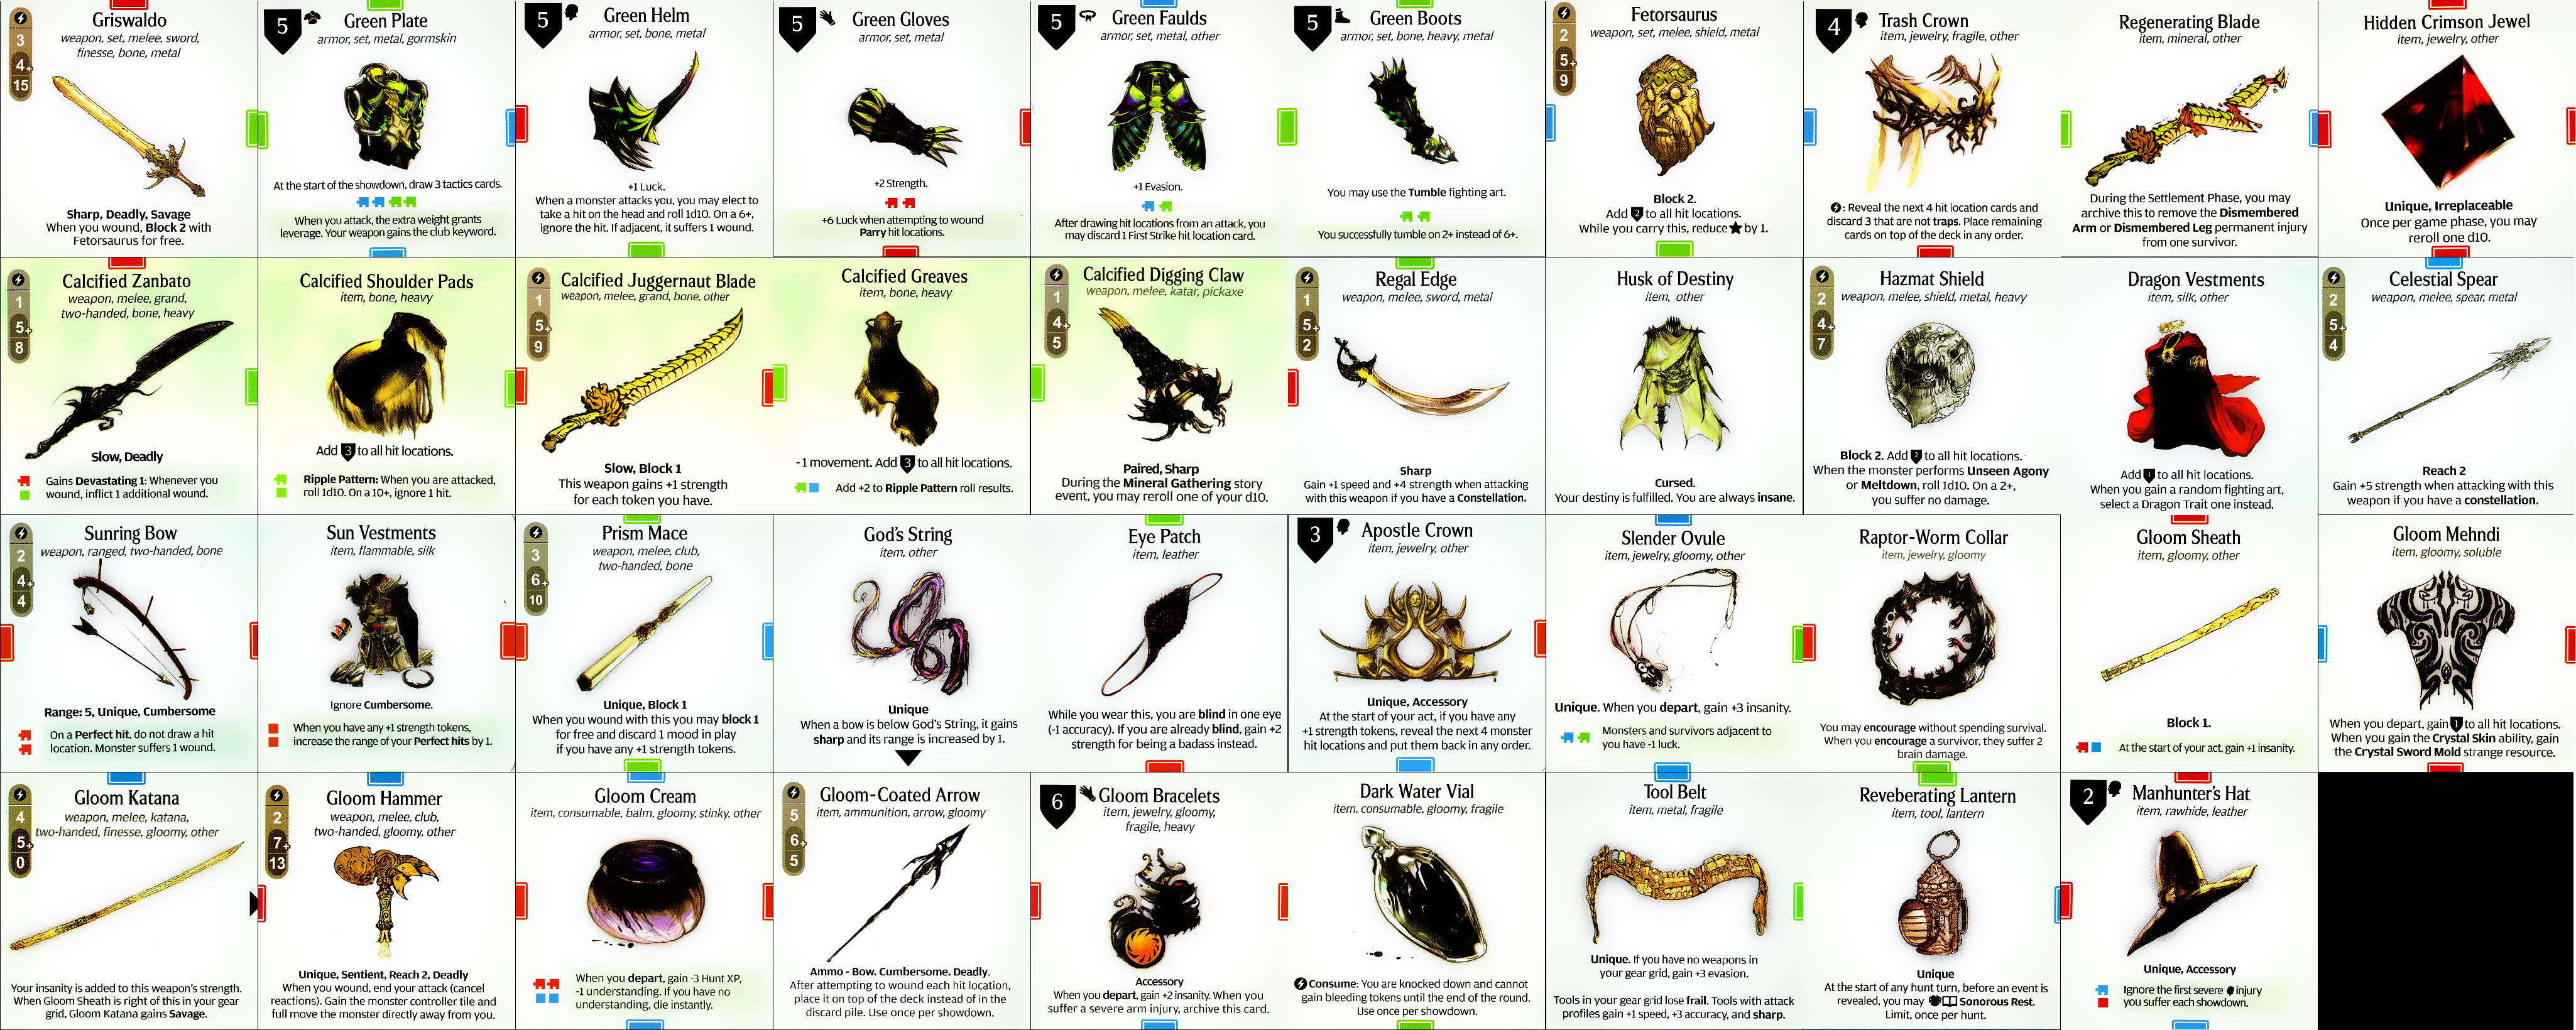 Griswaldo
weapon, set, melee, sword,
finesse, bone, metal
3
4+
15
Sharp, Deadly, Savage
When you wound, Block 2 with
Fetorsaurus for free.
5
Green Plate
armor, set, metal, gormskin
At the start of the showdown, draw 3 tactics cards.
When you attack, the extra weight grants
leverage. Your weapon gains the club keyword.
5
Green Helm
armor, set, bone, metal
+1 Luck.
When a monster attacks you, you may elect to
take a hit on the head and roll 1d10. On a 6+,
ignore the hit. If adjacent, it suffers 1 wound.
5
Green Gloves
armor, set, metal
+2 Strength.
+6 Luck when attempting to wound
Parry hit locations.
5
Green Faulds
armor, set, metal, other
+1 Evasion.
After drawing hit locations from an attack, you
may discard 1 First Strike hit location card.
5
Green Boots
armor, set, bone, heavy, metal
You may use the Tumble fighting art.
You successfully tumble on 2+ instead of 6+.
Fetorsaurus
weapon, set, melee, shield, metal
2
5+
9
Block 2.
Add 2 to all hit locations.
While you carry this, reduce ★ by 1.
4
Trash Crown
item, jewelry, fragile, other
: Reveal the next 4 hit location cards and
discard 3 that are not traps. Place remaining
cards on top of the deck in any order.
Regenerating Blade
item, mineral, other
During the Settlement Phase, you may
archive this to remove the Dismembered
Arm or Dismembered Leg permanent injury
from one survivor.
Hidden Crimson Jewel
item, jewelry, other
Unique, Irreplaceable
Once per game phase, you may
reroll one d10.
Calcified Zanbato
weapon, melee, grand,
two-handed, bone, heavy
1
5+
8
Slow, Deadly
Gains Devastating 1: Whenever you
wound, inflict 1 additional wound.
Calcified Shoulder Pads
item, bone, heavy
Add 3 to all hit locations.
Ripple Pattern: When you are attacked,
roll 1d10. On a 10+, ignore 1 hit.
Calcified Juggernaut Blade
weapon, melee, grand, bone, other
1
5+
9
Slow, Block 1
This weapon gains +1 strength
for each token you have.
Calcified Greaves
item, bone, heavy
-1 movement. Add 3 to all hit locations.
Add +2 to Ripple Pattern roll results.
Calcified Digging Claw
weapon, melee, katar, pickaxe
1
4+
5
Paired, Sharp
During the Mineral Gathering story
event, you may reroll one of your d10.
Regal Edge
weapon, melee, sword, metal
1
5+
2
Sharp
Gain +1 speed and +4 strength when attacking
with this weapon if you have a Constellation.
Husk of Destiny
item, other
Cursed.
Your destiny is fulfilled. You are always insane.
Hazmat Shield
weapon, melee, shield, metal, heavy
2
4+
7
Block 2. Add 2 to all hit locations.
When the monster performs Unseen Agony
or Meltdown, roll 1d10. On a 2+,
you suffer no damage.
Dragon Vestments
item, silk, other
Add 1 to all hit locations.
When you gain a random fighting art,
select a Dragon Trait one instead.
Celestial Spear
weapon, melee, spear, metal
2
5+
4
Reach 2
Gain +5 strength when attacking with this
weapon if you have a constellation.
Sunring Bow
weapon, ranged, two-handed, bone
2
4+
4
Range: 5, Unique, Cumbersome
On a Perfect hit, do not draw a hit
location. Monster suffers 1 wound.
Sun Vestments
item, flammable, silk
Ignore Cumbersome.
When you have any +1 strength tokens,
increase the range of your Perfect hits by 1.
Prism Mace
weapon, melee, club,
two-handed, bone
3
6+
10
Unique, Block 1
When you wound with this you may block 1
for free and discard 1 mood in play
if you have any +1 strength tokens.
God's String
item, other
Unique
When a bow is below God's String, it gains
sharp and its range is increased by 1.
Eye Patch
item, leather
While you wear this, you are blind in one eye
(-1 accuracy). If you are already blind, gain +2
strength for being a badass instead.
3
Apostle Crown
item, jewelry, other
Unique, Accessory
At the start of your act, if you have any
+1 strength tokens, reveal the next 4 monster
hit locations and put them back in any order.
Slender Ovule
item, jewelry, gloomy, other
Unique. When you depart, gain +3 insanity.
Monsters and survivors adjacent to
you have -1 luck.
Raptor-Worm Collar
item, jewelry, gloomy
You may encourage without spending survival.
When you encourage a survivor, they suffer 2
brain damage.
Gloom Sheath
item, gloomy, other
Block 1.
At the start of your act, gain +1 insanity.
Gloom Mehndi
item, gloomy, soluble
When you depart, gain 1 to all hit locations.
When you gain the Crystal Skin ability, gain
the Crystal Sword Mold strange resource.
Gloom Katana
weapon, melee, katana,
two-handed, finesse, gloomy, other
4
5+
0
Your insanity is added to this weapon's strength.
When Gloom Sheath is right of this in your gear
grid, Gloom Katana gains Savage.
Gloom Hammer
weapon, melee, club,
two-handed, gloomy, other
2
7+
13
Unique, Sentient, Reach 2, Deadly
When you wound, end your attack (cancel
reactions). Gain the monster controller tile and
full move the monster directly away from you.
Gloom Cream
item, consumable, balm, gloomy, stinky, other
When you depart, gain -3 Hunt XP,
-1 understanding. If you have no
understanding, die instantly.
Gloom-Coated Arrow
item, ammunition, arrow, gloomy
5
6+
5
Ammo - Bow. Cumbersome. Deadly.
After attempting to wound each hit location,
place it on top of the deck instead of in the
discard pile. Use once per showdown.
6
Gloom Bracelets
item, jewelry, gloomy,
fragile, heavy
Accessory
When you depart, gain +2 insanity. When you
suffer a severe arm injury, archive this card.
Dark Water Vial
item, consumable, gloomy, fragile
Consume: You are knocked down and cannot
gain bleeding tokens until the end of the round.
Use once per showdown.
Tool Belt
item, metal, fragile
Unique. If you have no weapons in
your gear grid, gain +3 evasion.
Tools in your gear grid lose frail. Tools with attack
profiles gain +1 speed, +3 accuracy, and sharp.
Reveberating Lantern
item, tool, lantern
Unique
At the start of any hunt turn, before an event is
revealed, you may Sonorous Rest.
Limit, once per hunt.
2
Manhunter's Hat
item, rawhide, leather
Unique, Accessory
Ignore the first severe injury
you suffer each showdown.